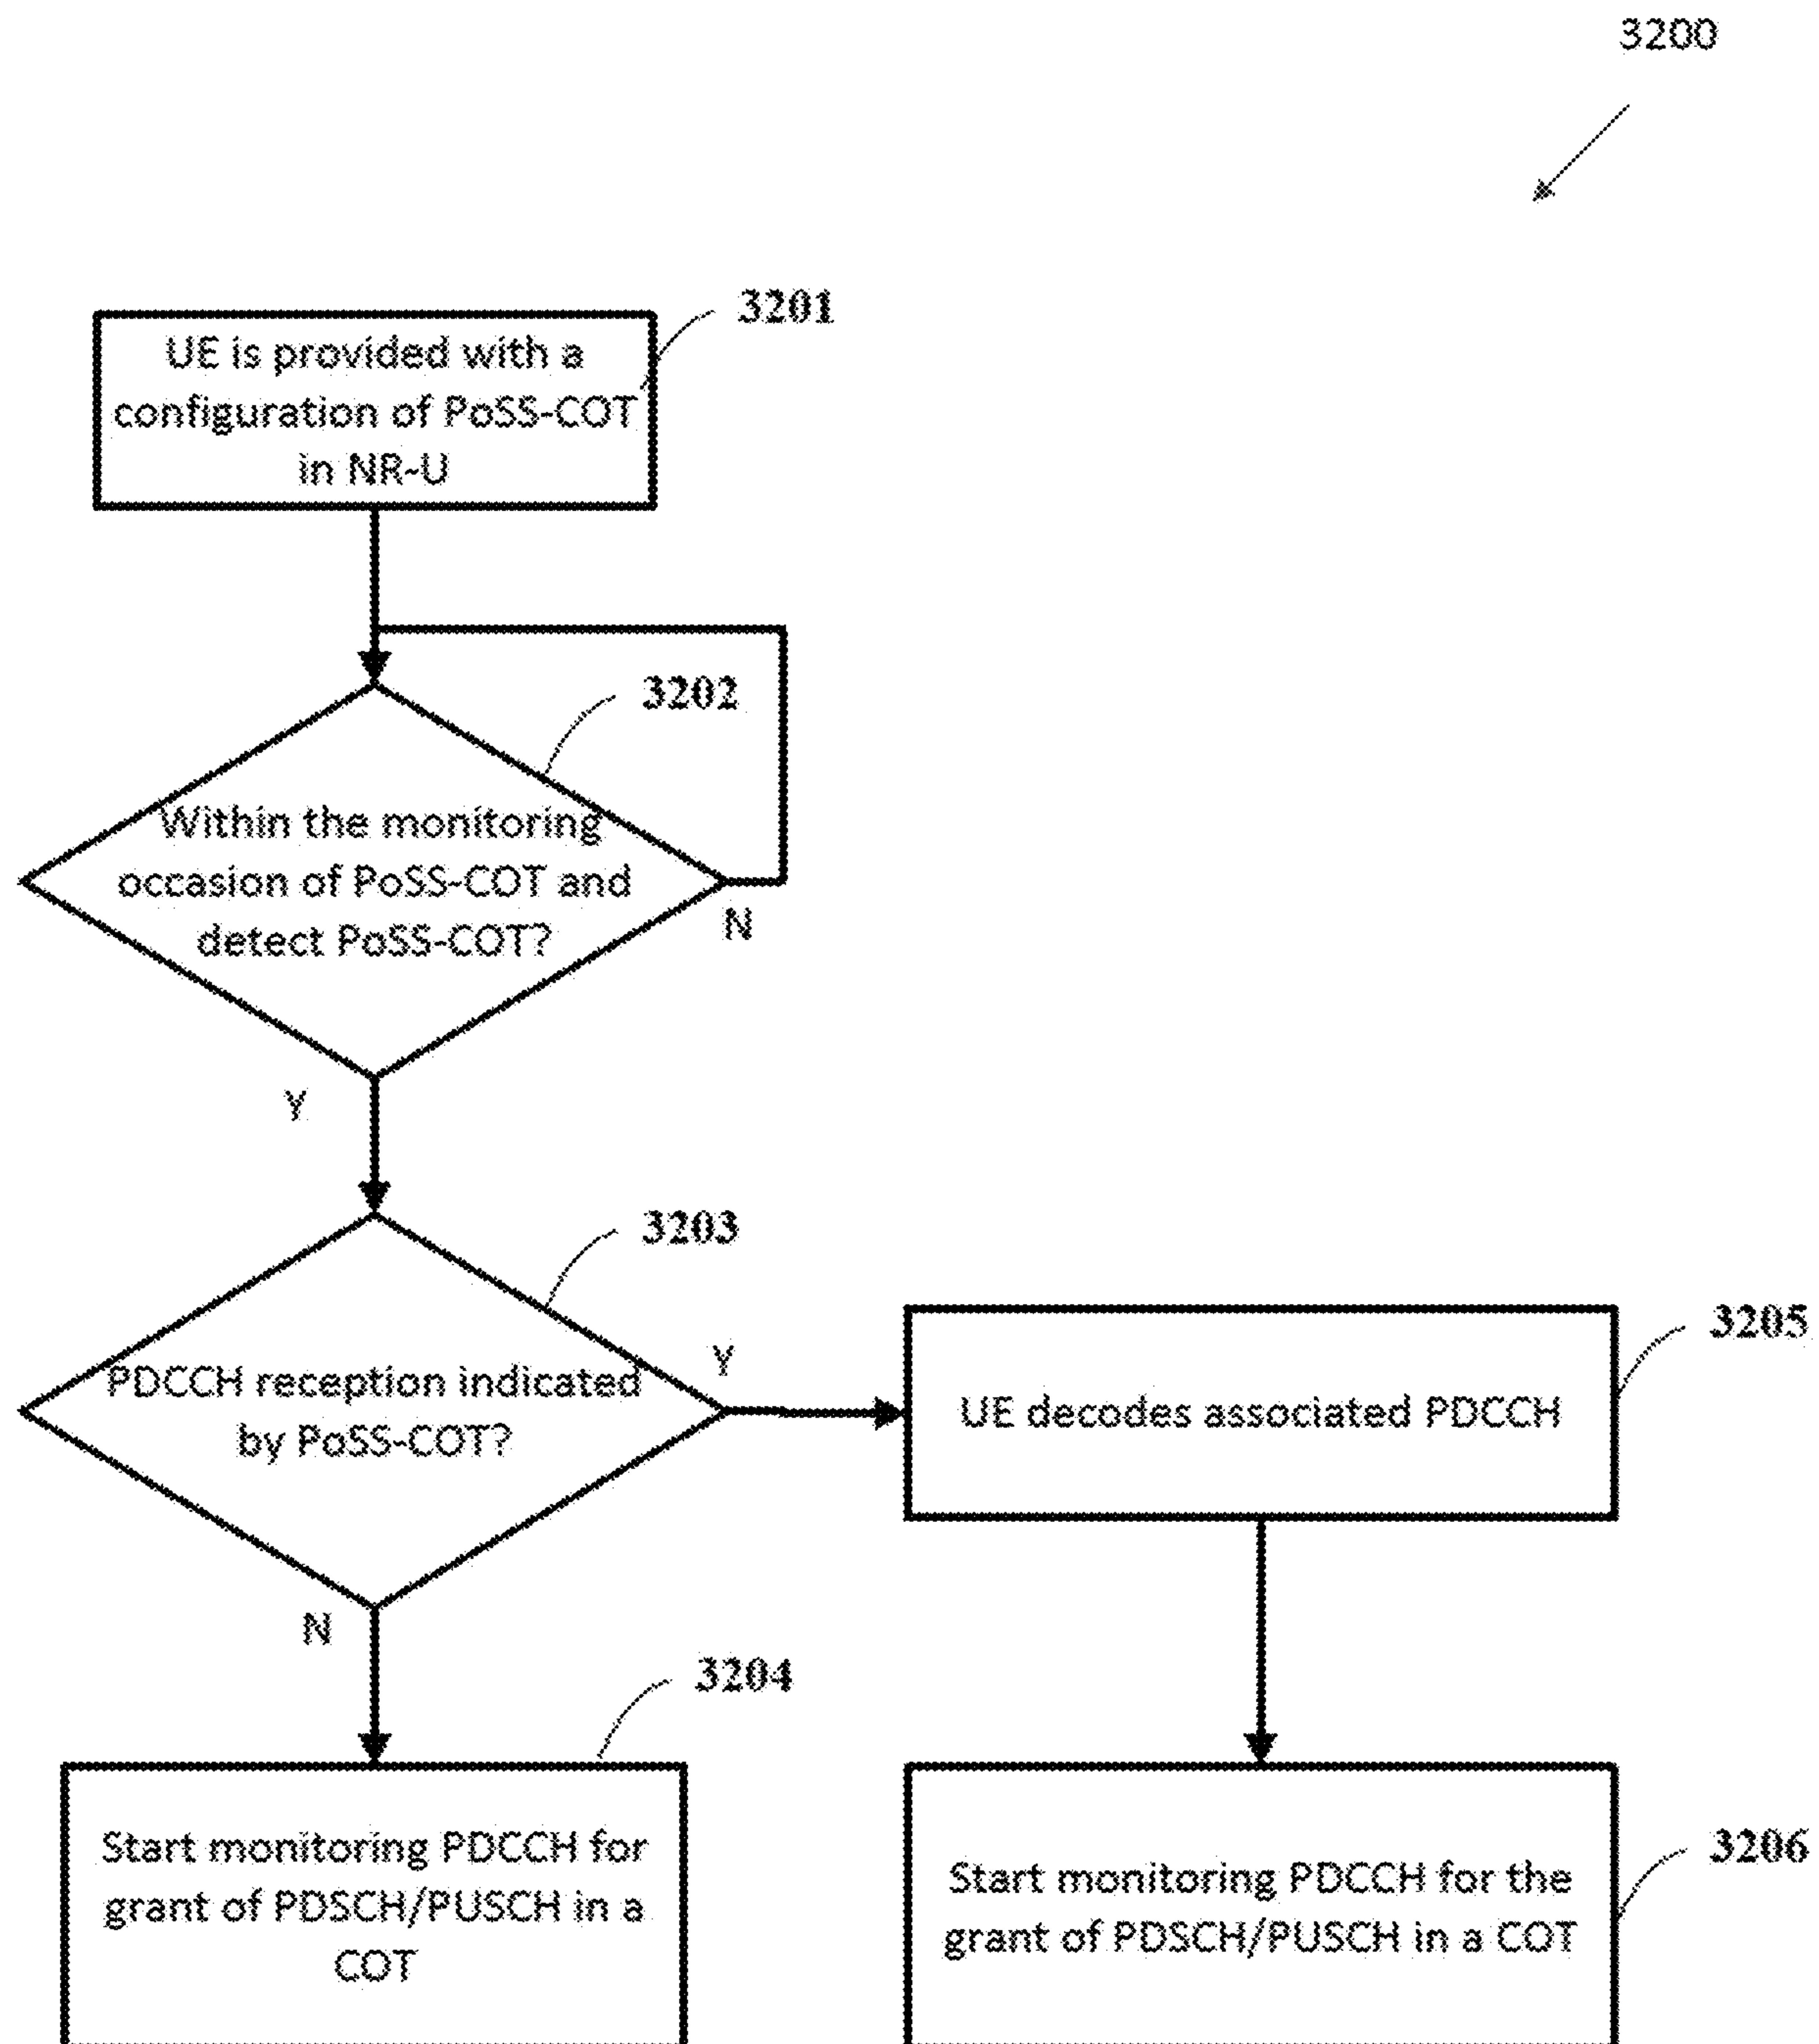 3200
3201
UE is provided with a
configuration of PoSS-COT
in NR-U
3202
Within the monitoring
occasion of PoSS-COT and
detect PoSS-COT?
N
Y
3203
PDCCH reception indicated
by PoSS-COT?
Y
3205
UE decodes associated PDCCH
N
3204
Start monitoring PDCCH for
grant of PDSCH/PUSCH in a
COT
3206
Start monitoring PDCCH for the
grant of PDSCH/PUSCH in a COT